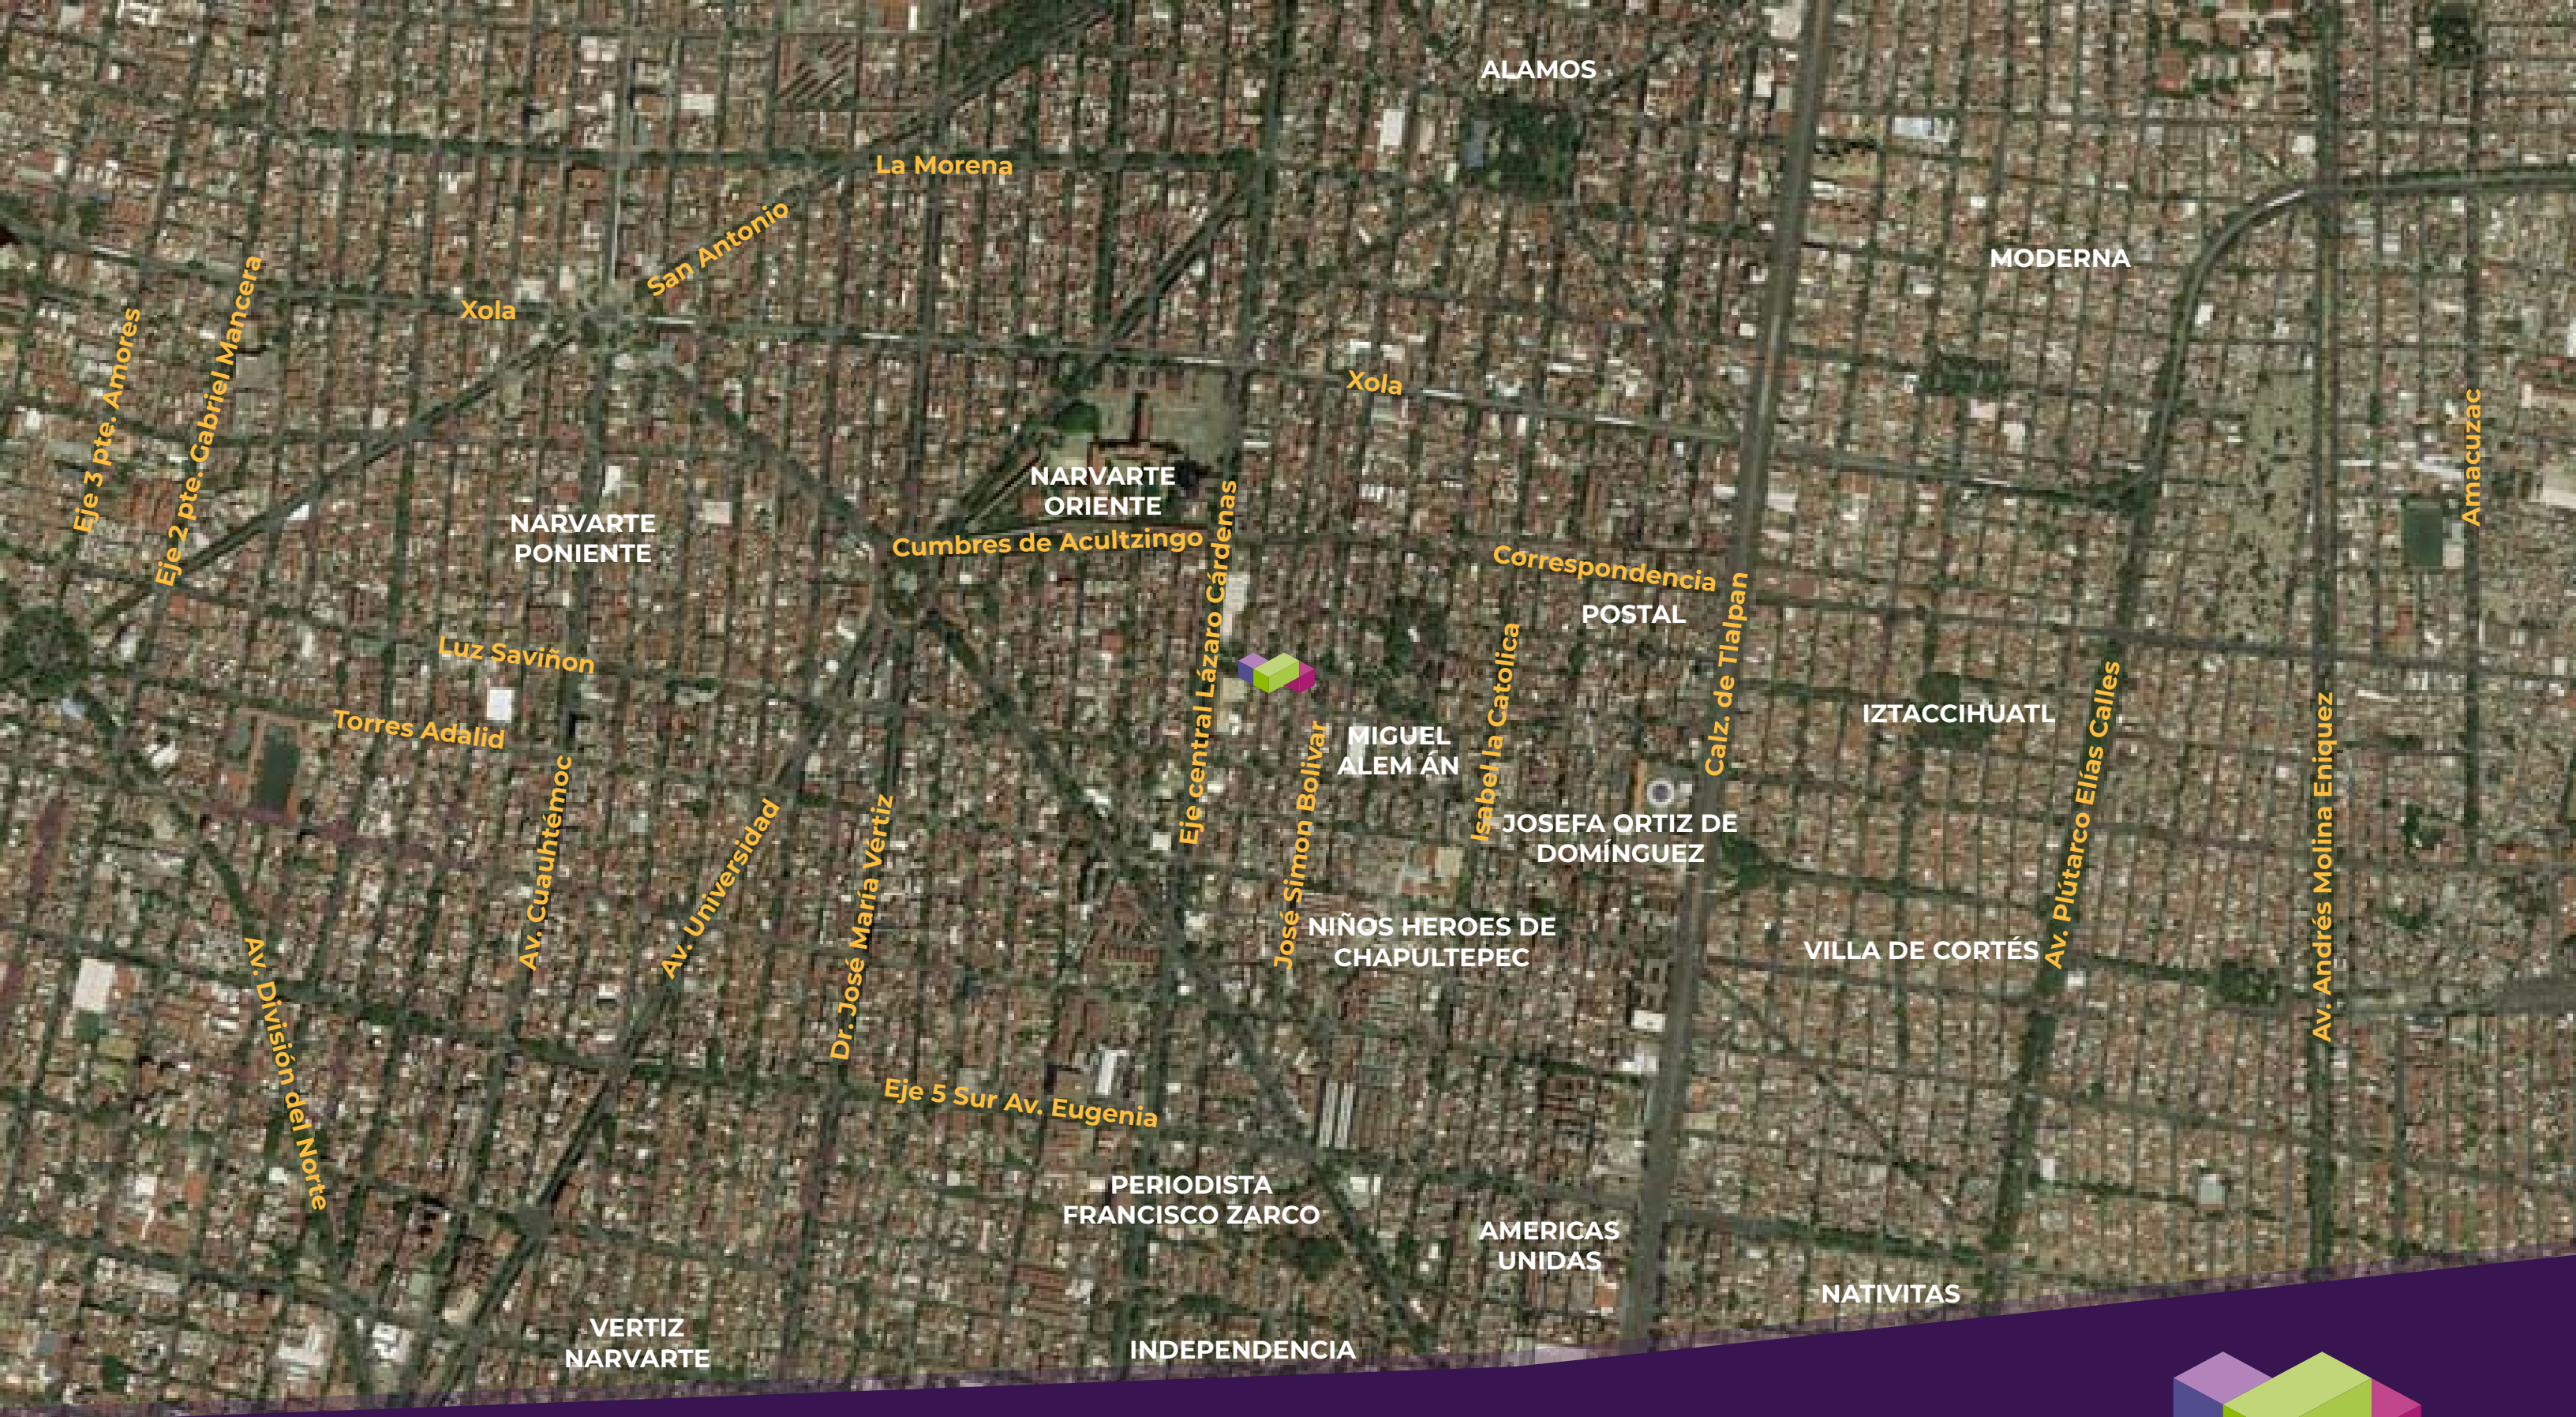 ALAMOS
La Morena
San Antonio
MODERNA
Xola
Eje 3 pte. Amores
Eje 2 pte. Gabriel Mancera
Xola
Amacuzac
NARVARTE
ORIENTE
NARVARTE
PONIENTE
Cumbres de Acultzingo
Eje central Lázaro Cárdenas
Correspondencia
POSTAL
Calz. de Tlalpan
Isabel la Catolica
Luz Saviñon
Torres Adalid
IZTACCIHUATL
Av. Plútarco Elías Calles
Av. Andrés Molina Eniquez
MIGUEL
ALEM ÁN
José Simon Bolivar
Av. Cuauhtémoc
Av. Universidad
Dr. José María Vértiz
JOSEFA ORTIZ DE
DOMÍNGUEZ
NIÑOS HEROES DE
CHAPULTEPEC
VILLA DE CORTÉS
Av. División del Norte
Eje 5 Sur Av. Eugenia
PERIODISTA
FRANCISCO ZARCO
AMERICAS
UNIDAS
NATIVITAS
VERTIZ
NARVARTE
INDEPENDENCIA